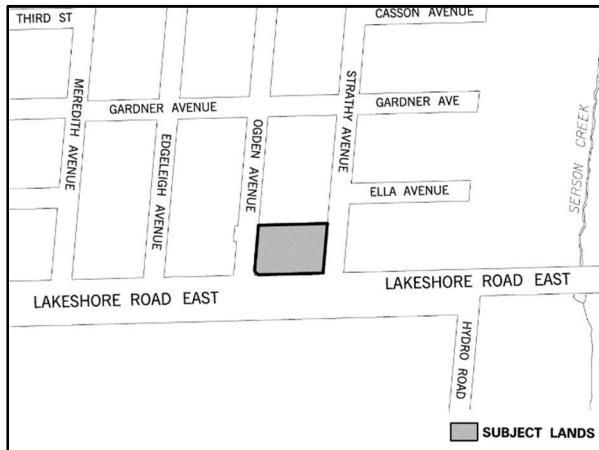 THIRD ST
CASSON AVENUE
MEREDITH AVENUE
GARDNER AVENUE
EDGELEIGH AVENUE
OGDEN AVENUE
STRATHY AVENUE
GARDNER AVE
ELLA AVENUE
SERSON CREEK
LAKESHORE ROAD EAST
LAKESHORE ROAD EAST
HYDRO ROAD
SUBJECT LANDS